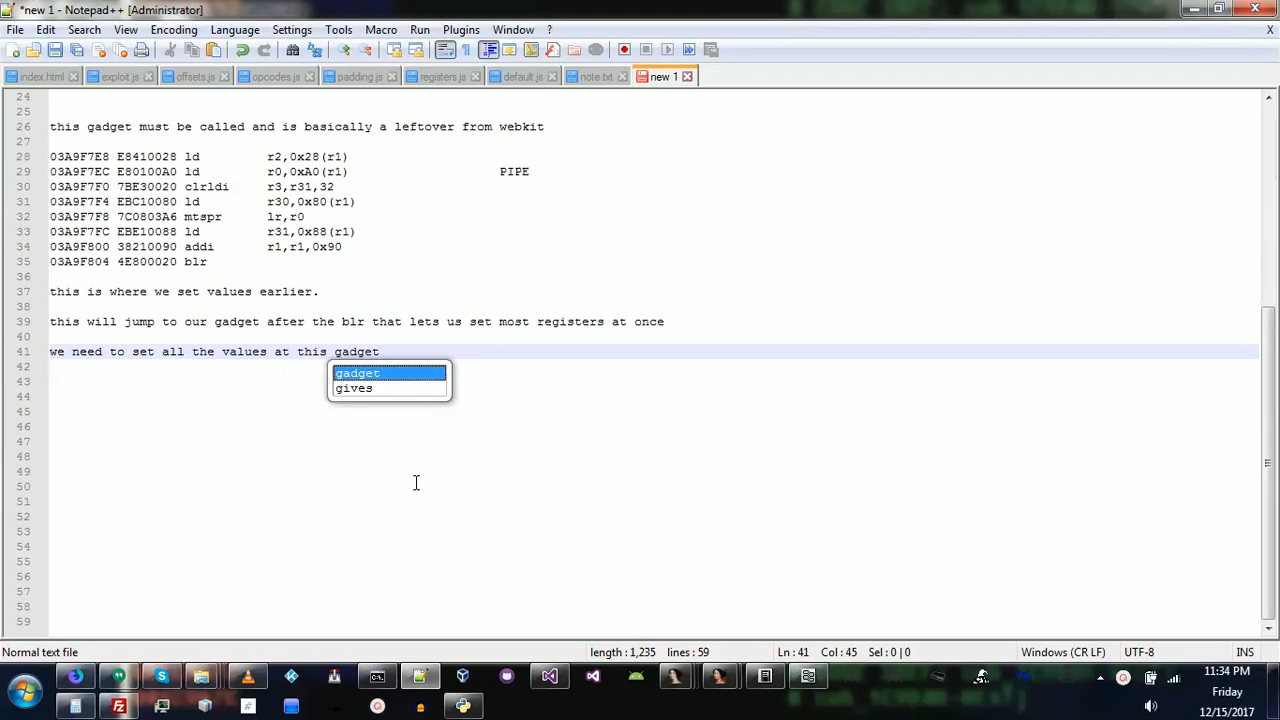 *new 1 - Notepad++ [Administrator]
File Edit Search View Encoding Language Settings Tools Macro Run Plugins Window ? X
index.html exploit.js offsets.js opcodes.js padding.js registers.js default.js note.txt new 1
24
25
26 this gadget must be called and is basically a leftover from webkit
27
28 03A9F7E8 E8410028 ld r2,0x28(r1)
29 03A9F7EC E80100A0 ld r0,0xA0(r1) PIPE
30 03A9F7F0 7BE30020 clrldi r3,r31,32
31 03A9F7F4 EBC10080 ld r30,0x80(r1)
32 03A9F7F8 7C0803A6 mtspr lr,r0
33 03A9F7FC EBE10088 ld r31,0x88(r1)
34 03A9F800 38210090 addi r1,r1,0x90
35 03A9F804 4E800020 blr
36
37 this is where we set values earlier.
38
39 this will jump to our gadget after the blr that lets us set most registers at once
40
41 we need to set all the values at this gadget
42 gadget
43 gives
44
45
46
47
48
49
50
51
52
53
54
55
56
57
58
59
Normal text file length : 1,235 lines : 59 Ln : 41 Col : 45 Sel : 0 | 0 Windows (CR LF) UTF-8 INS
11:34 PM
Friday
12/15/2017